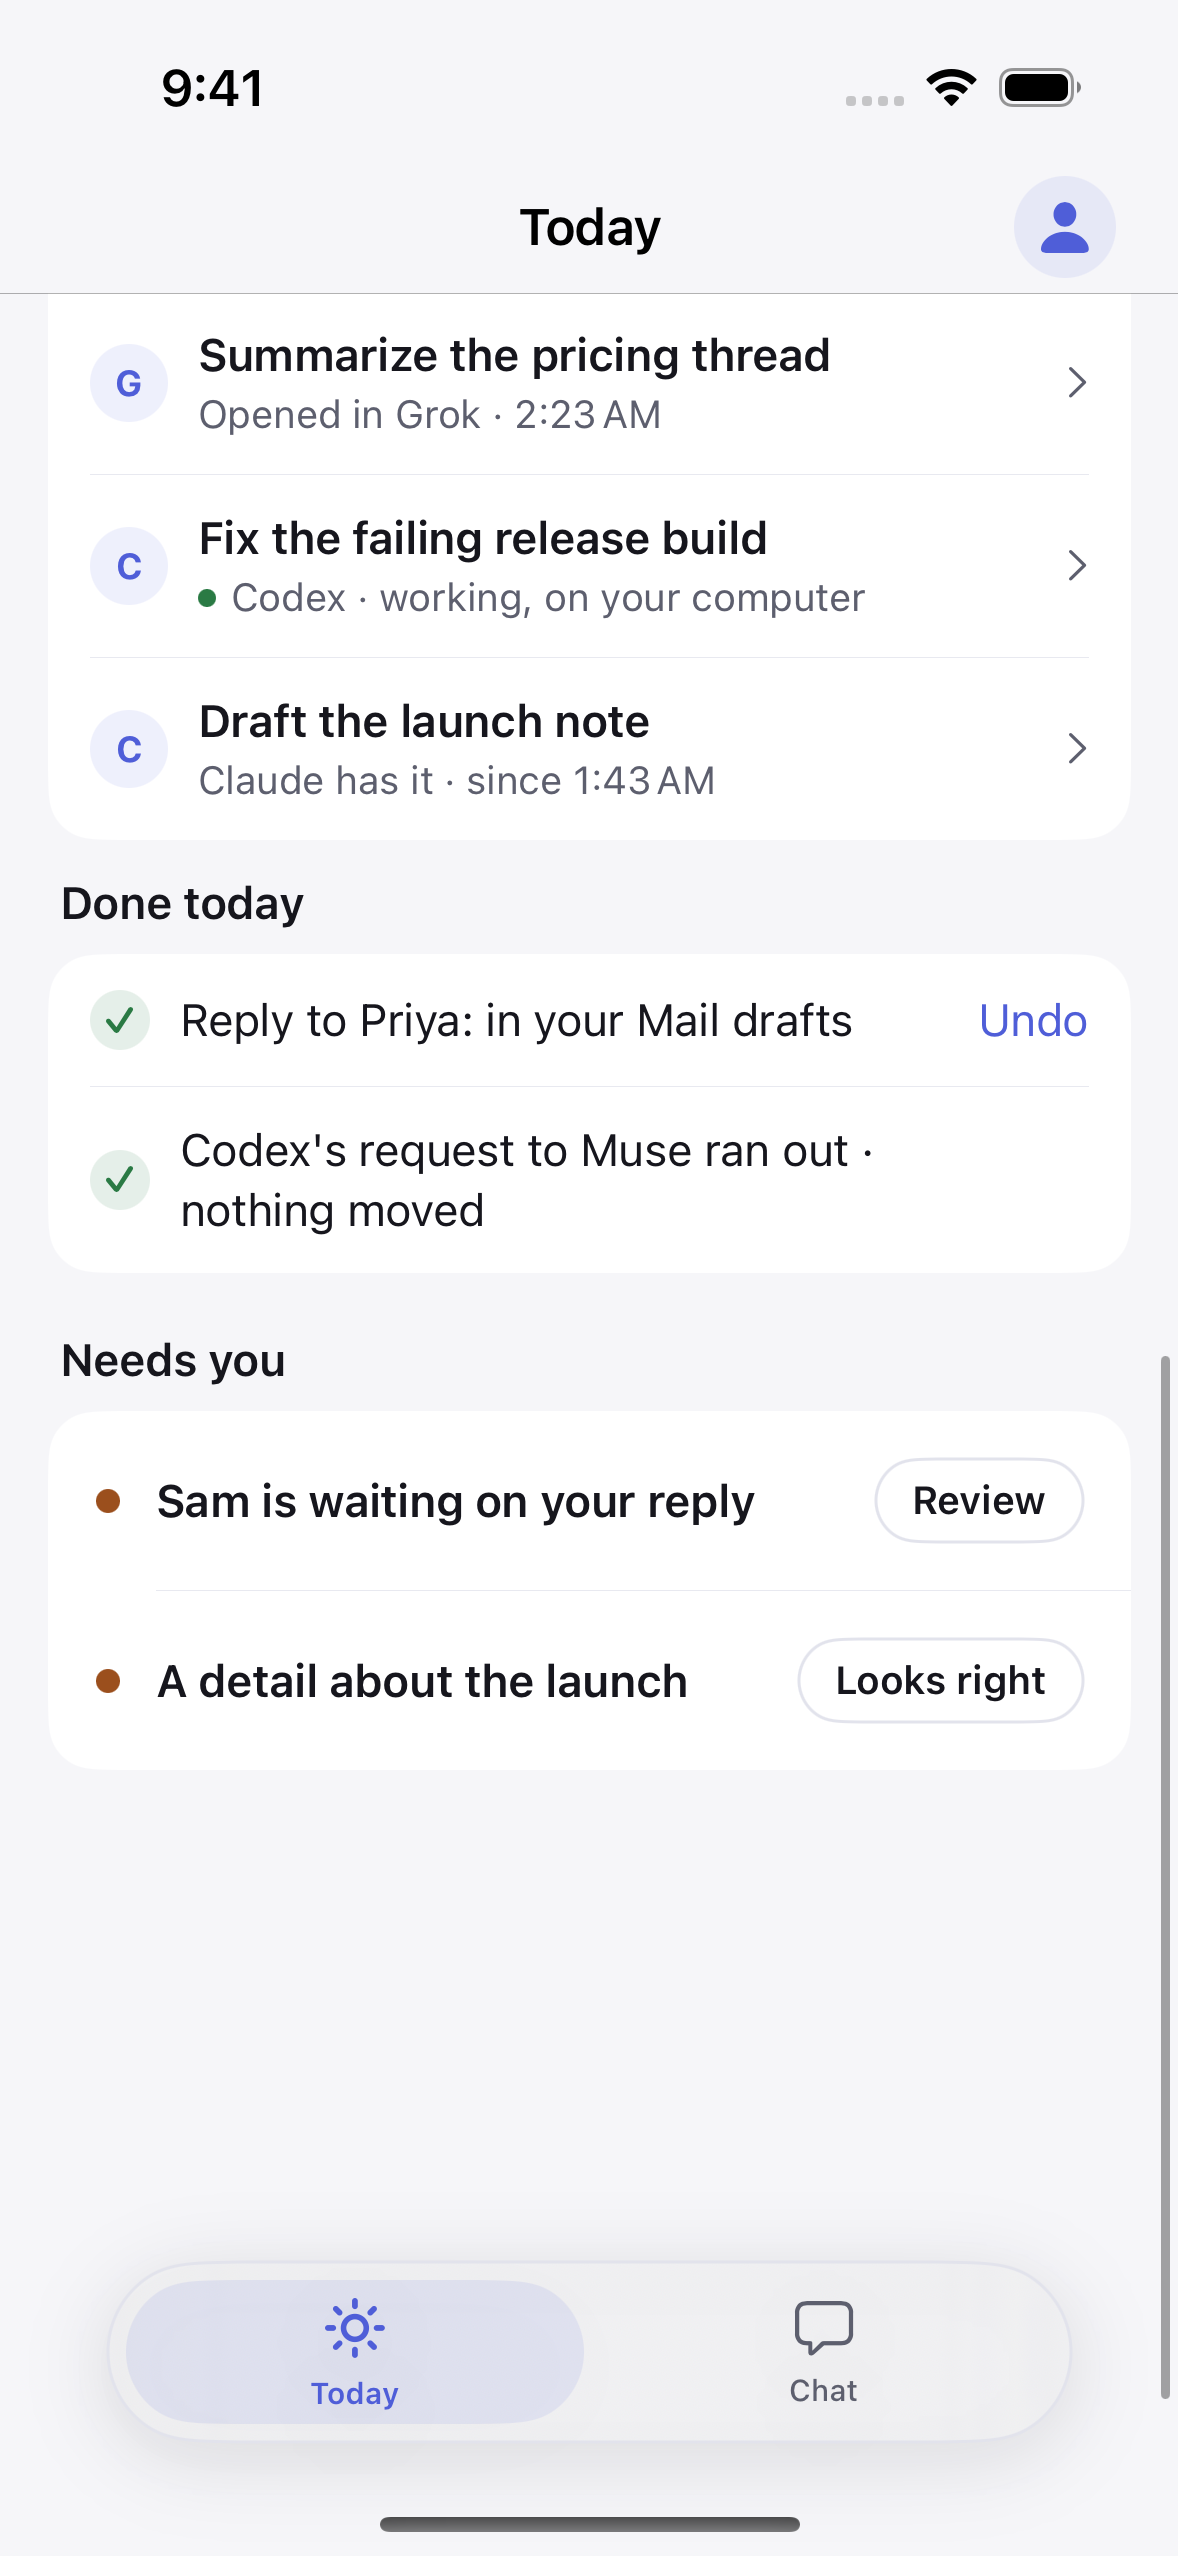 9:41
Today
G
Summarize the pricing thread
Opened in Grok · 2:23 AM
C
Fix the failing release build
Codex · working, on your computer
C
Draft the launch note
Claude has it · since 1:43 AM
Done today
Reply to Priya: in your Mail drafts
Undo
Codex's request to Muse ran out ·
nothing moved
Needs you
Sam is waiting on your reply
Review
A detail about the launch
Looks right
Today
Chat